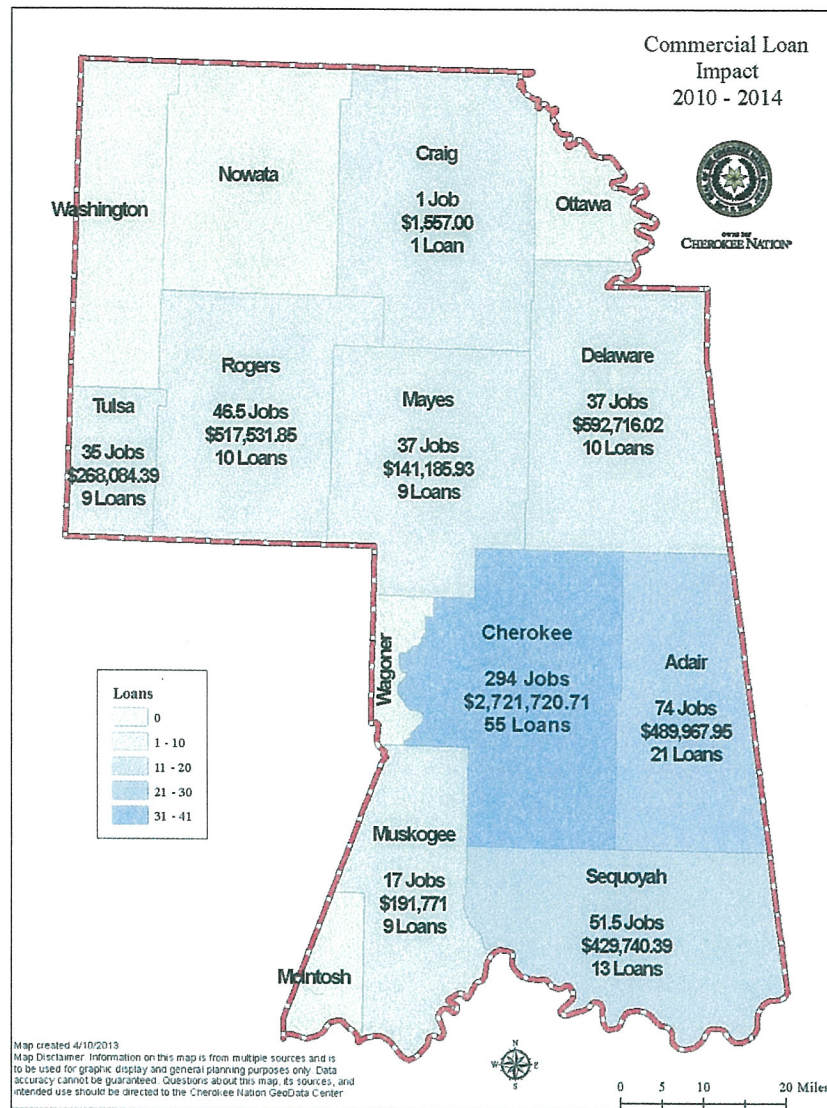 Commercial Loan
Impact
2010 - 2014
CHEROKEE NATION®
Washington
Nowata
Craig
1 Job
$1,557.00
1 Loan
Ottawa
Rogers
46.5 Jobs
$517,531.85
10 Loans
Tulsa
35 Jobs
$268,084.39
9 Loans
Mayes
37 Jobs
$141,185.93
9 Loans
Delaware
37 Jobs
$592,716.02
10 Loans
Wagoner
Cherokee
294 Jobs
$2,721,720.71
55 Loans
Adair
74 Jobs
$489,967.95
21 Loans
Loans
0
1 - 10
11 - 20
21 - 30
31 - 41
Muskogee
17 Jobs
$191,771
9 Loans
Sequoyah
51.5 Jobs
$429,740.39
13 Loans
McIntosh
Map created 4/10/2013
Map Disclaimer: Information on this map is from multiple sources and is
to be used for graphic display and general planning purposes only. Data
accuracy cannot be guaranteed. Questions about this map, its sources, and
intended use should be directed to the Cherokee Nation GeoData Center
N
W E
S
0 5 10 20 Miles